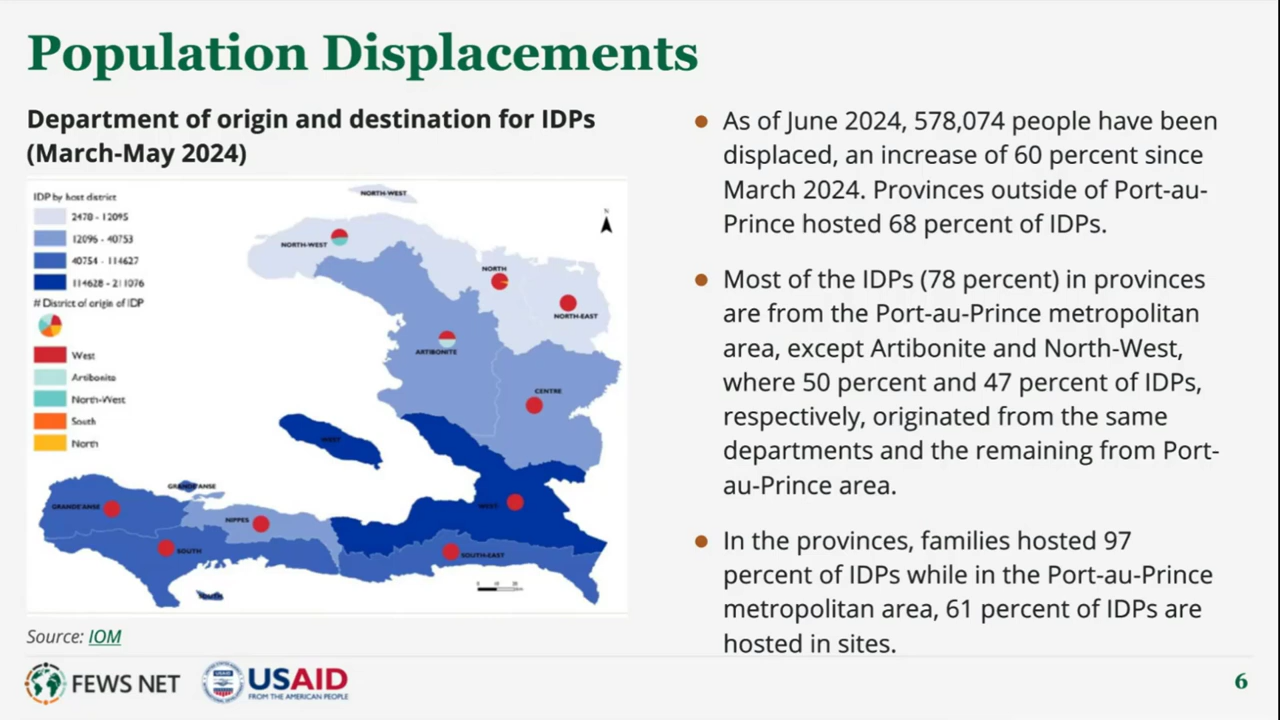 Population Displacements
Department of origin and destination for IDPs
(March-May 2024)
IDP by host district
2470 - 12095
12096 - 40753
40754 - 114627
114628 - 211076
# District of origin of IDP
West
Artibonite
North-West
South
North
N
NORTH-WEST
NORTH-WEST
NORTH
NORTH-EAST
ARTIBONITE
CENTRE
WEST
GRANDE'ANSE
GRANDE'ANSE
NIPPES
WEST
SOUTH
SOUTH-EAST
SOUTH
Source: IOM
As of June 2024, 578,074 people have been
displaced, an increase of 60 percent since
March 2024. Provinces outside of Port-au-
Prince hosted 68 percent of IDPs.
Most of the IDPs (78 percent) in provinces
are from the Port-au-Prince metropolitan
area, except Artibonite and North-West,
where 50 percent and 47 percent of IDPs,
respectively, originated from the same
departments and the remaining from Port-
au-Prince area.
In the provinces, families hosted 97
percent of IDPs while in the Port-au-Prince
metropolitan area, 61 percent of IDPs are
hosted in sites.
FEWS NET
USAID
FROM THE AMERICAN PEOPLE
6